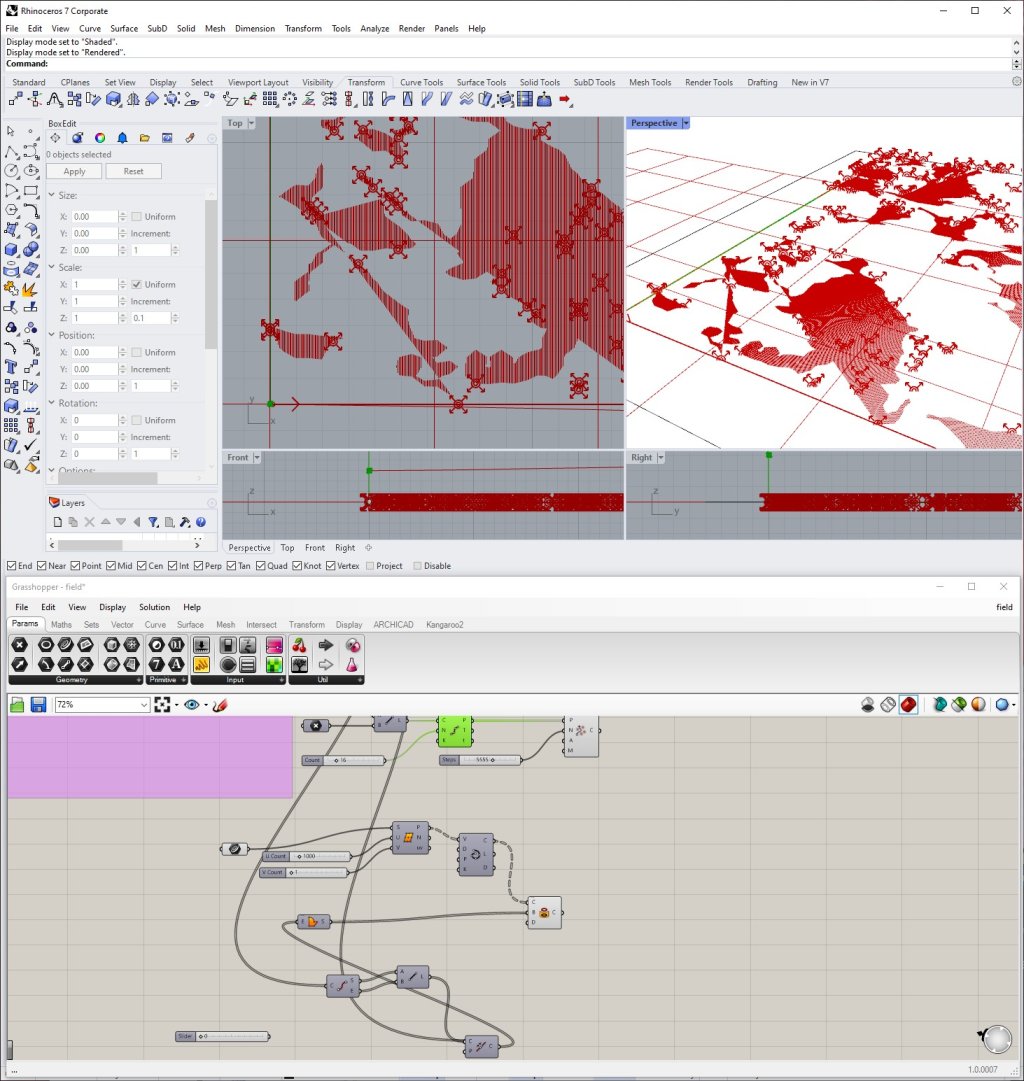 Rhinoceros 7 Corporate
File Edit View Curve Surface SubD Solid Mesh Dimension Transform Tools Analyze Render Panels Help
Display mode set to "Shaded".
Display mode set to "Rendered".
Command:
Standard CPlanes Set View Display Select Viewport Layout Visibility Transform Curve Tools Surface Tools Solid Tools SubD Tools Mesh Tools Render Tools Drafting New in V7
BoxEdit
0 objects selected
Apply Reset
Size:
X: 0.00 Uniform
Y: 0.00 Increment:
Z: 0.00 1
Scale:
X: 1 Uniform
Y: 1 Increment:
Z: 1 0.1
Position:
X: 0.00 Uniform
Y: 0.00 Increment:
Z: 0.00 1
Rotation:
X: 0 Uniform
Y: 0 Increment:
Z: 0 1
Options:
Layers
Top
y
x
Perspective
Front
z
x
Right
z
y
Perspective Top Front Right
End Near Point Mid Cen Int Perp Tan Quad Knot Vertex Project Disable
Grasshopper - field*
File Edit View Display Solution Help field
Params Maths Sets Vector Curve Surface Mesh Intersect Transform Display ARCHICAD Kangaroo2
Geometry Primitive Input Util
72%
B L
C P
N T
K
P
N C
A
M
Count 16
Steps 5555
S P
U N
V
U Count 1000
V Count 1
V C
D L
P
K D
C
B C
D
E S
C S
E
A L
B
Slider 0
C C
P
1.0.0007